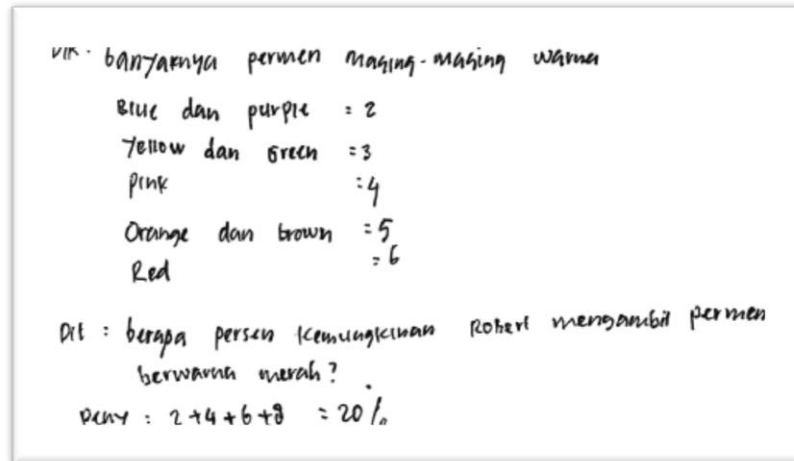 Dik . banyaknya permen masing-masing warna
Blue dan purple = 2
Yellow dan Green = 3
Pink = 4
Orange dan brown = 5
Red = 6
Dit : berapa persen kemungkinan Robert mengambil permen
berwarna merah?
Peny : 2+4+6+8 = 20%